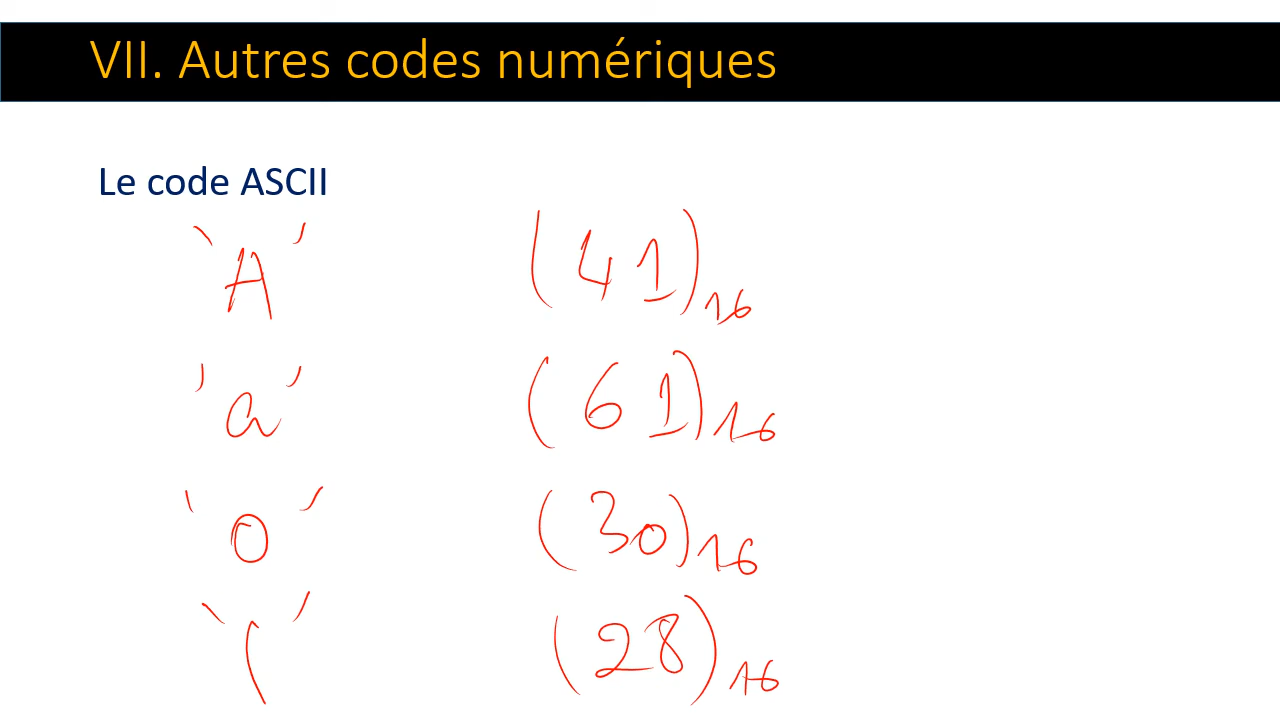 VII. Autres codes numériques
Le code ASCII
'A' (41)16
'a' (61)16
'0' (30)16
'(' (28)16